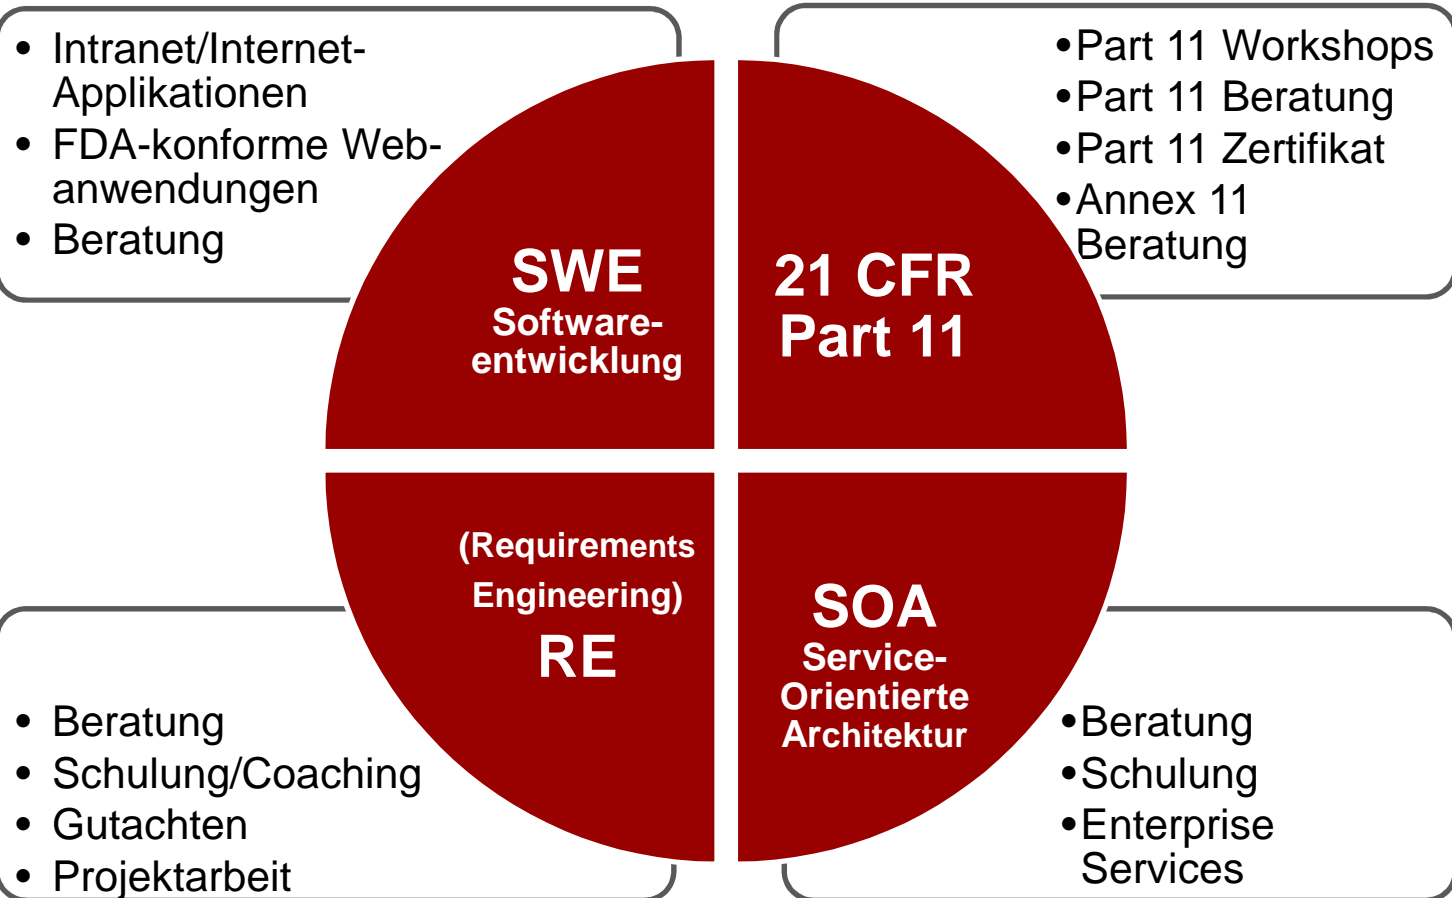 • Intranet/Internet-
Applikationen
• FDA-konforme Web-
anwendungen
• Beratung
•Part 11 Workshops
•Part 11 Beratung
•Part 11 Zertifikat
•Annex 11
Beratung
SWE
Software-
entwicklung
21 CFR
Part 11
(Requirements
Engineering)
RE
SOA
Service-
Orientierte
Architektur
• Beratung
• Schulung/Coaching
• Gutachten
• Projektarbeit
•Beratung
•Schulung
•Enterprise
Services